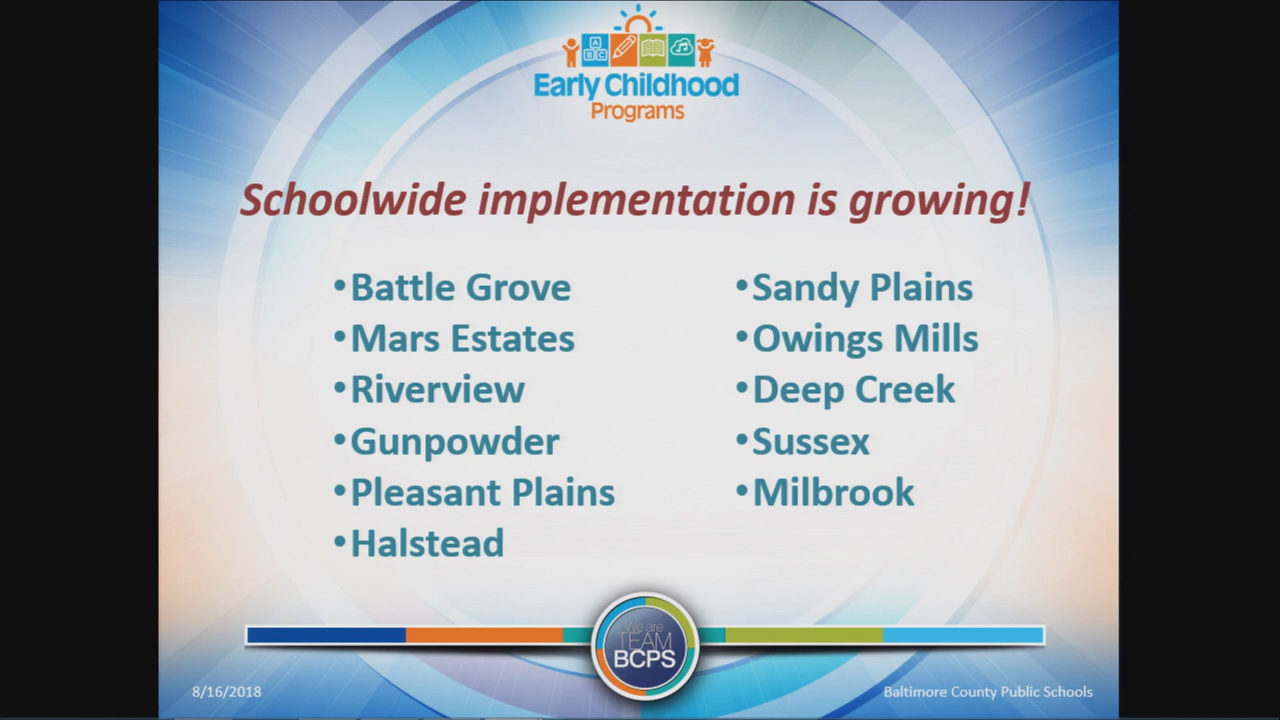 A
B C
Early Childhood
Programs
Schoolwide implementation is growing!
•Battle Grove
•Mars Estates
•Riverview
•Gunpowder
•Pleasant Plains
•Halstead
•Sandy Plains
•Owings Mills
•Deep Creek
•Sussex
•Milbrook
We are
TEAM
BCPS
8/16/2018
Baltimore County Public Schools